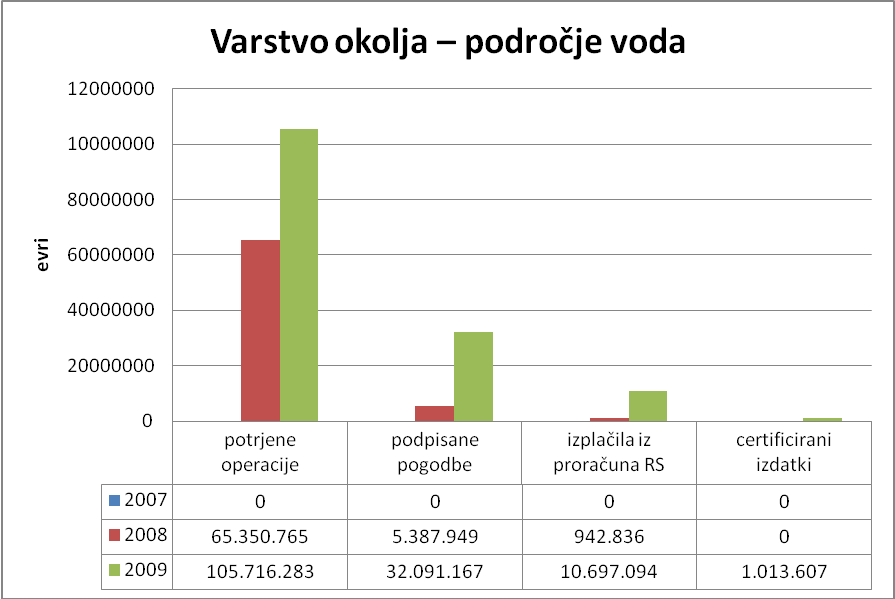 Varstvo okolja – področje voda
12000000
10000000
80000000
60000000
40000000
20000000
0
evri
potrjene operacije
podpisane pogodbe
izplačila iz proračuna RS
certificirani izdatki
2007 0 0 0 0
2008 65.350.765 5.387.949 942.836 0
2009 105.716.283 32.091.167 10.697.094 1.013.607